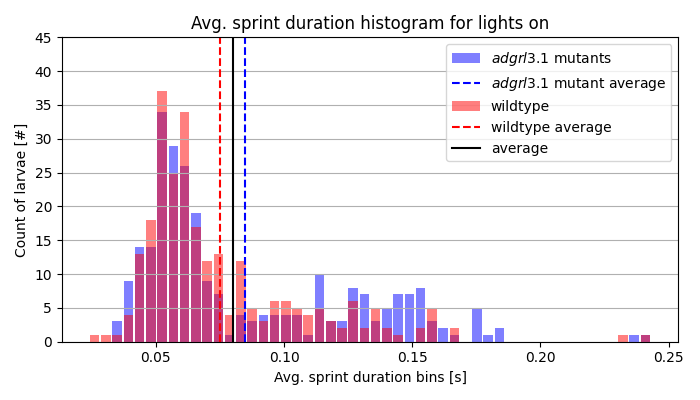 Avg. sprint duration histogram for lights on
45
40
35
30
25
20
15
10
5
0
Count of larvae [#]
adgrl3.1 mutants
adgrl3.1 mutant average
wildtype
wildtype average
average
0.05 0.10 0.15 0.20 0.25
Avg. sprint duration bins [s]